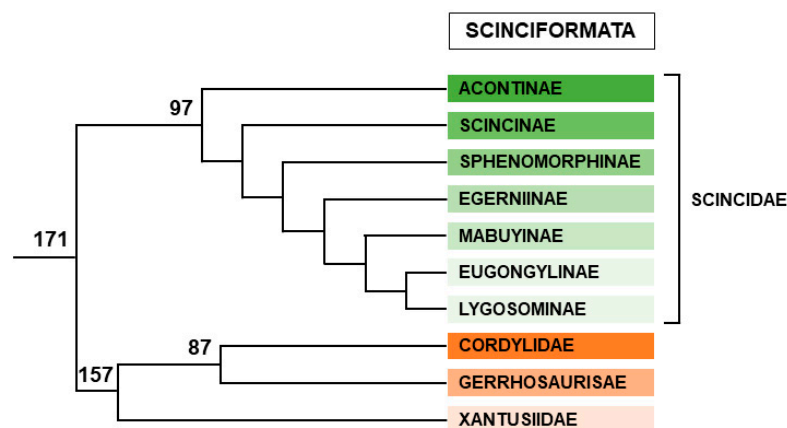 SCINCIFORMATA
97
ACONTINAE
SCINCINAE
SPHENOMORPHINAE
EGERNIINAE
SCINCIDAE
171
MABUYINAE
EUGONGYLINAE
LYGOSOMINAE
87
CORDYLIDAE
157
GERRHOSAURISAE
XANTUSIIDAE